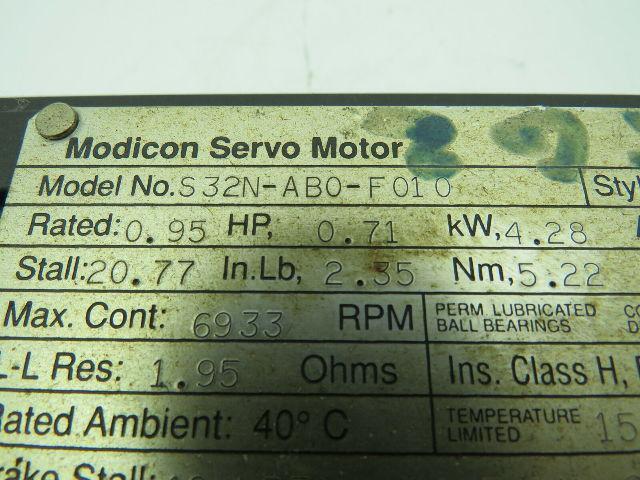 Modicon Servo Motor
Model No. S32N-AB0-F010
Rated: 0.95 HP, 0.71 kW, 4.28
Stall: 20.77 In.Lb, 2.35 Nm, 5.22
Max. Cont: 6933 RPM PERM. LUBRICATED BALL BEARINGS
L-L Res: 1.95 Ohms Ins. Class H,
Rated Ambient: 40° C TEMPERATURE LIMITED 15